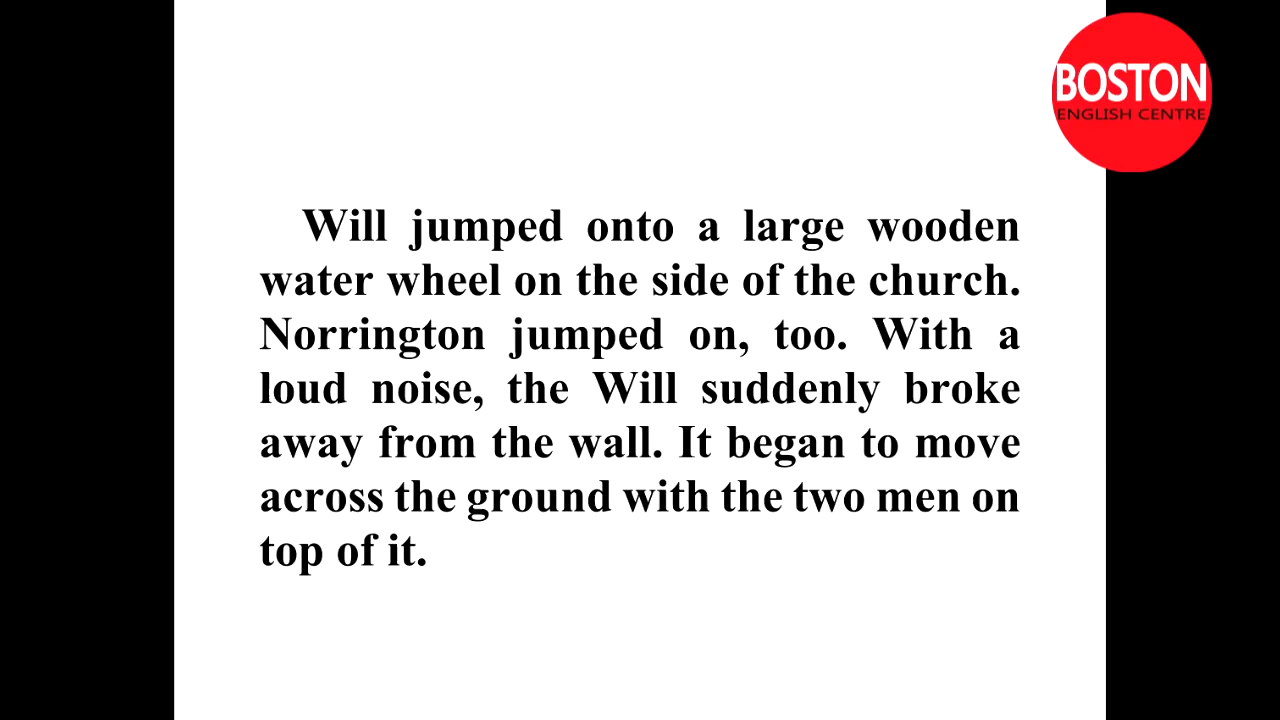 BOSTON
ENGLISH CENTRE
Will jumped onto a large wooden
water wheel on the side of the church.
Norrington jumped on, too. With a
loud noise, the Will suddenly broke
away from the wall. It began to move
across the ground with the two men on
top of it.